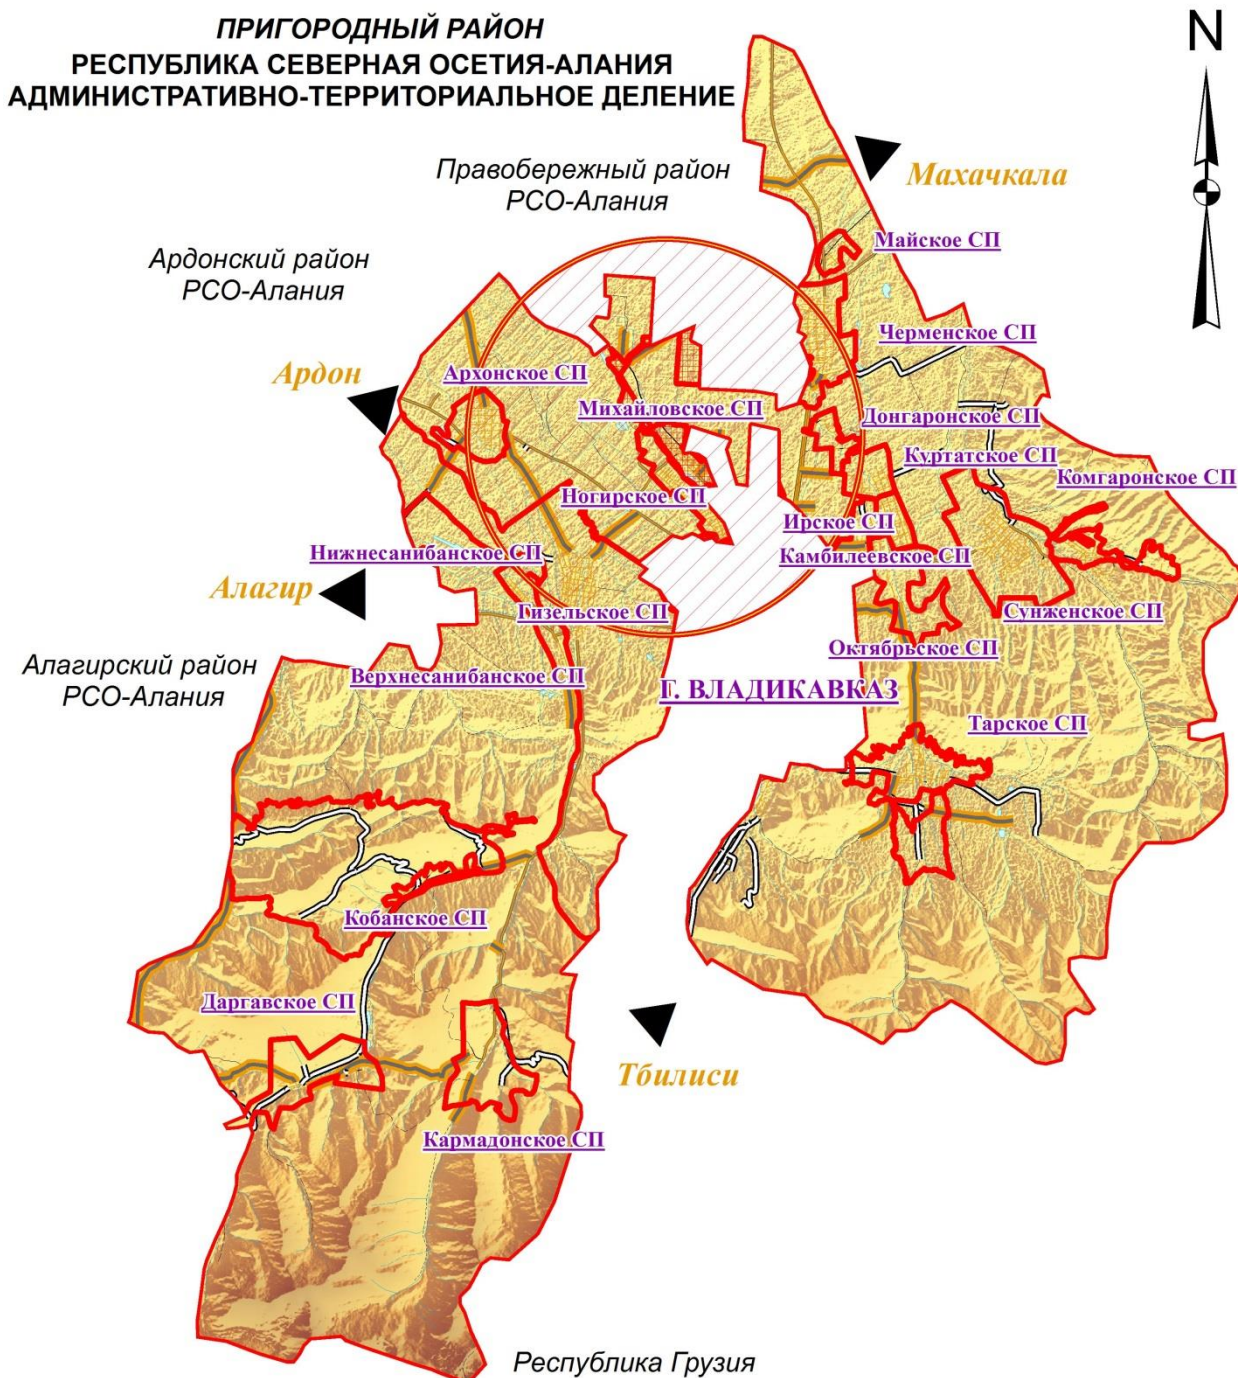 ПРИГОРОДНЫЙ РАЙОН
РЕСПУБЛИКА СЕВЕРНАЯ ОСЕТИЯ-АЛАНИЯ
АДМИНИСТРАТИВНО-ТЕРРИТОРИАЛЬНОЕ ДЕЛЕНИЕ
N
Правобережный район
РСО-Алания
Махачкала
Майское СП
Ардонский район
РСО-Алания
Черменское СП
Ардон
Архонское СП
Михайловское СП
Донгаронское СП
Куртатское СП
Комгаронское СП
Ногирское СП
Ирское СП
Нижнесанибанское СП
Камбилеевское СП
Алагир
Гизельское СП
Сунженское СП
Октябрьское СП
Алагирский район
РСО-Алания
Верхнесанибанское СП
Г. ВЛАДИКАВКАЗ
Тарское СП
Кобанское СП
Даргавское СП
Тбилиси
Кармадонское СП
Республика Грузия